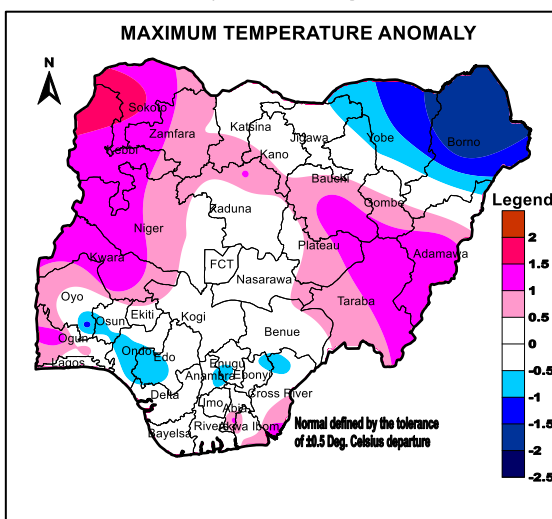 MAXIMUM TEMPERATURE ANOMALY
N
Sokoto
Zamfara
Katsina
Jigawa
Yobe
Borno
Kebbi
Kano
Bauchi
Gombe
Kaduna
Niger
Plateau
Adamawa
Kwara
FCT
Nasarawa
Taraba
Oyo
Osun
Ekiti
Kogi
Benue
Ogun
Ondo
Edo
Enugu
Anambra
Ebony
Lagos
Delta
Imo
Abia
Cross River
Bayelsa
Rivers
Akwa Ibom
Normal defined by the tolerance
of ±0.5 Deg. Celsius departure
Legend
2
1.5
1
0.5
0
-0.5
-1
-1.5
-2
-2.5